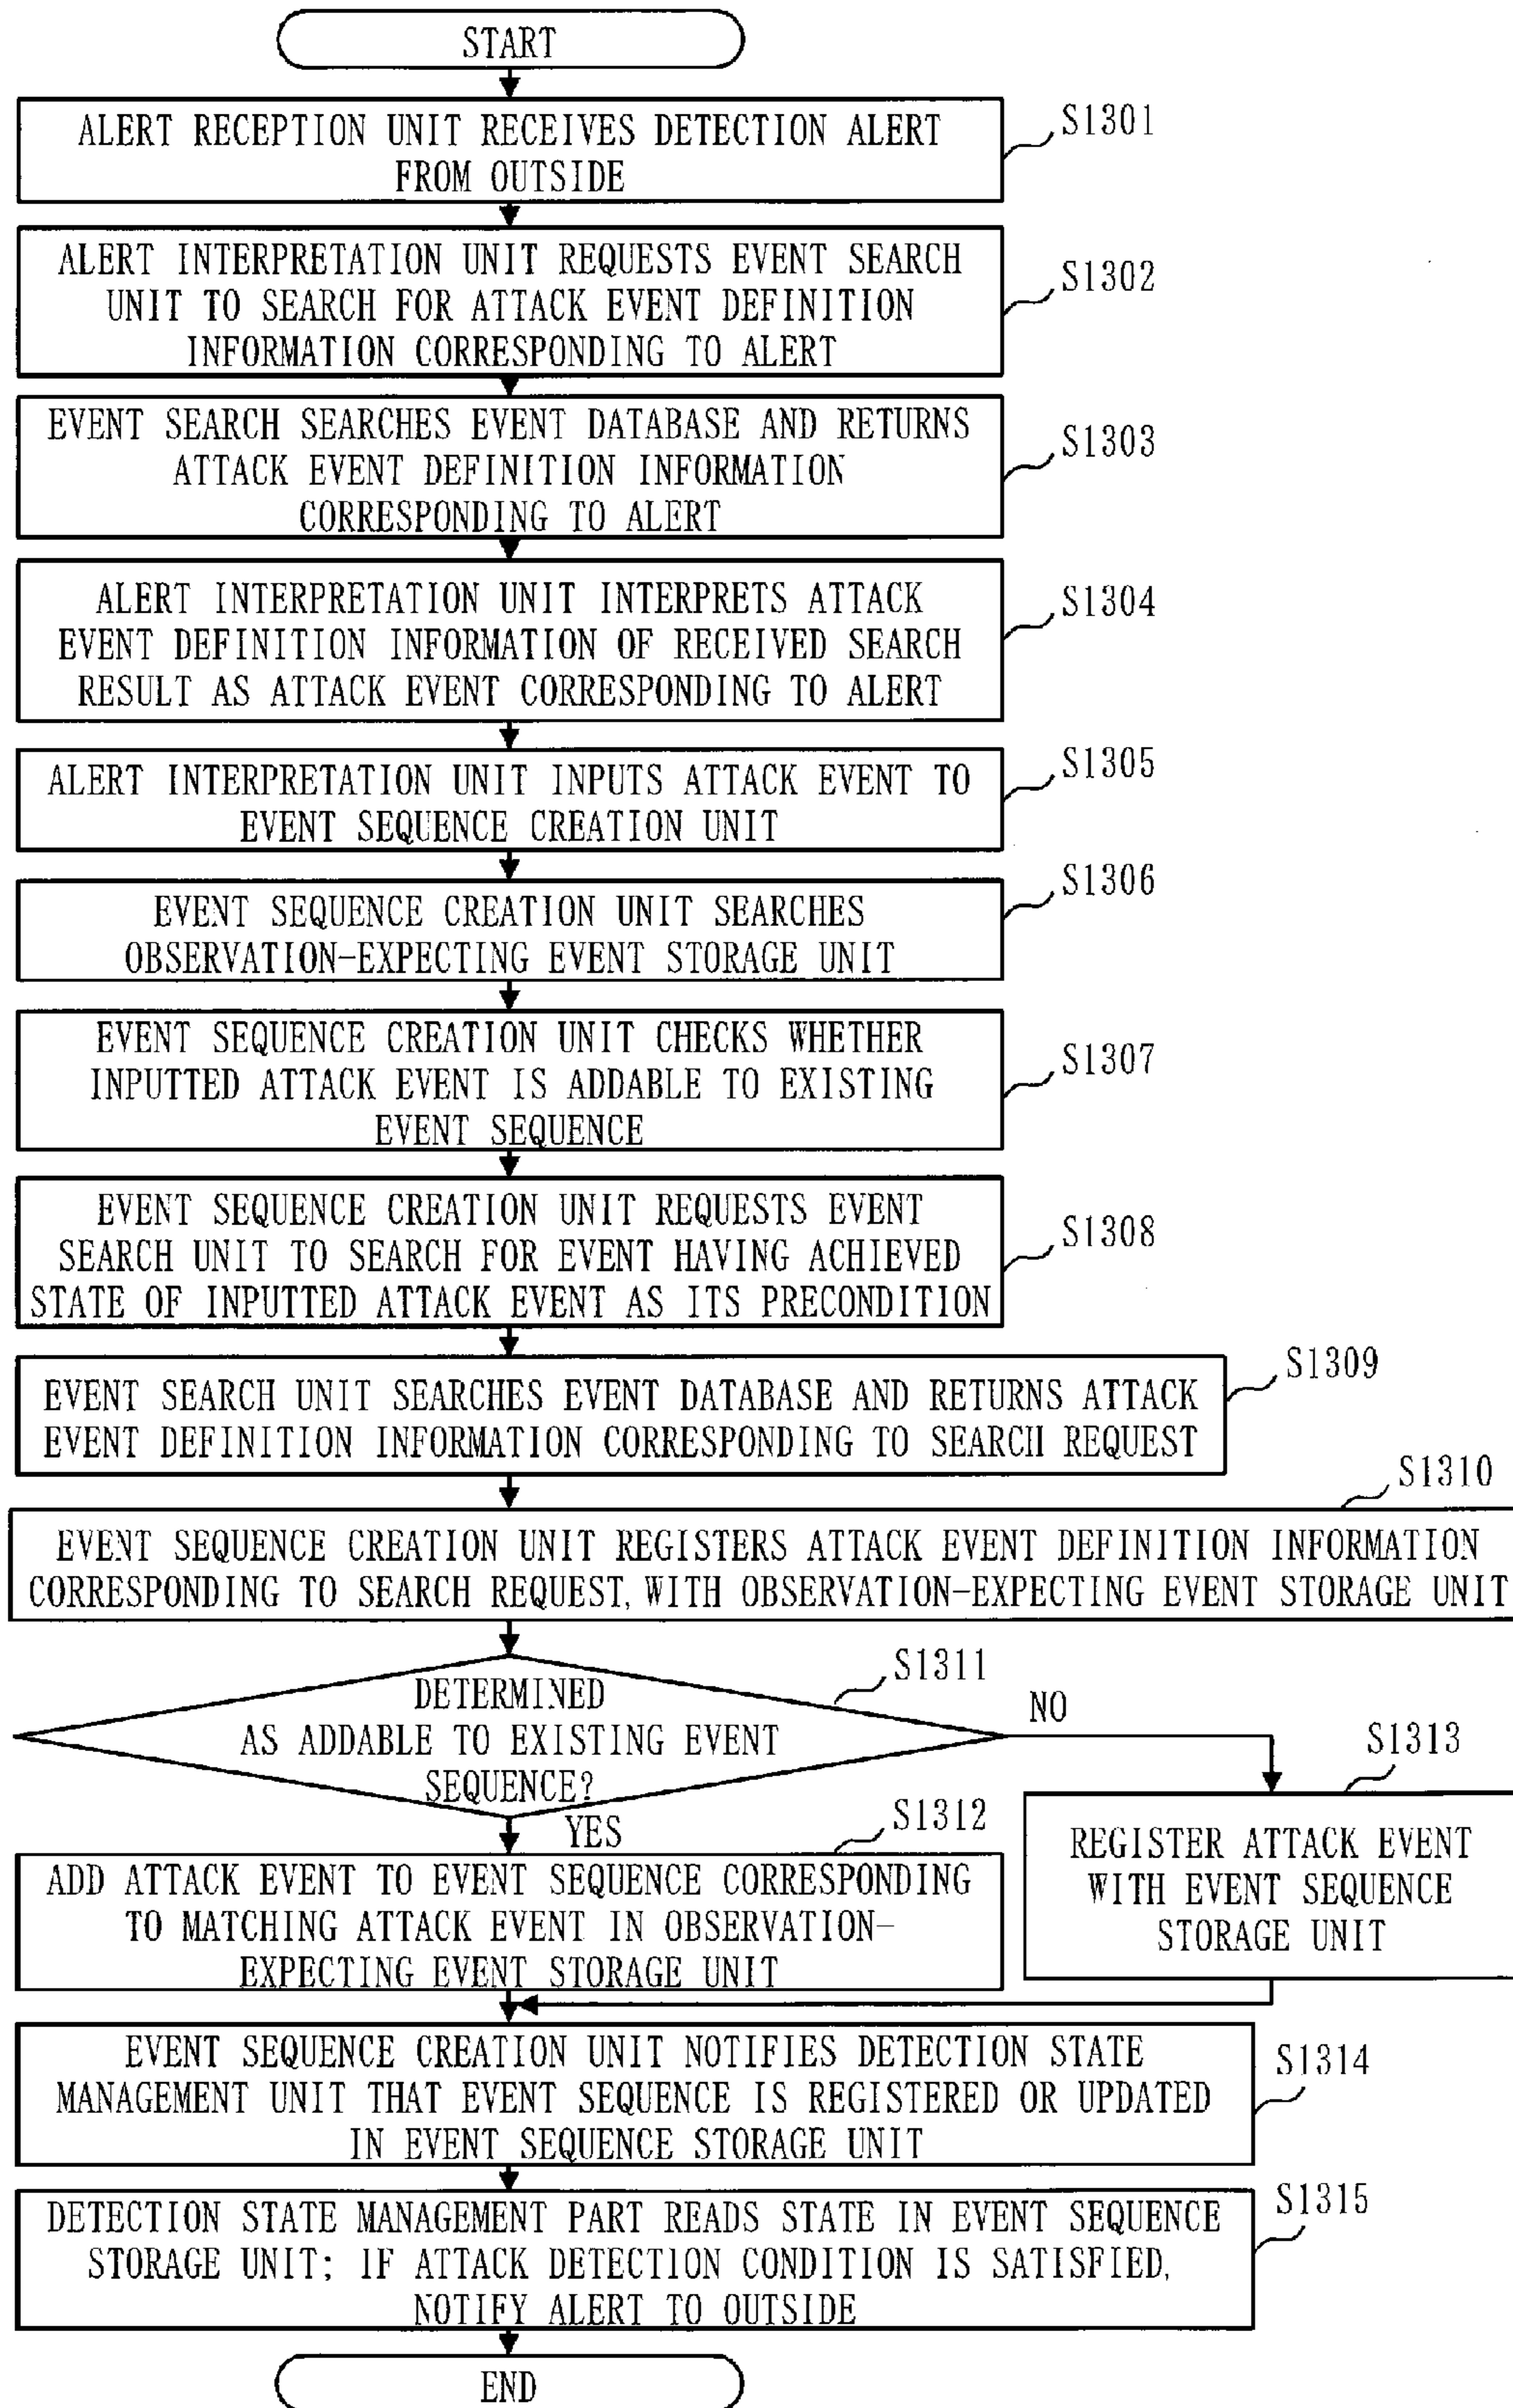 START
ALERT RECEPTION UNIT RECEIVES DETECTION ALERT
FROM OUTSIDE
S1301
ALERT INTERPRETATION UNIT REQUESTS EVENT SEARCH
UNIT TO SEARCH FOR ATTACK EVENT DEFINITION
INFORMATION CORRESPONDING TO ALERT
S1302
EVENT SEARCH SEARCHES EVENT DATABASE AND RETURNS
ATTACK EVENT DEFINITION INFORMATION
CORRESPONDING TO ALERT
S1303
ALERT INTERPRETATION UNIT INTERPRETS ATTACK
EVENT DEFINITION INFORMATION OF RECEIVED SEARCH
RESULT AS ATTACK EVENT CORRESPONDING TO ALERT
S1304
ALERT INTERPRETATION UNIT INPUTS ATTACK EVENT TO
EVENT SEQUENCE CREATION UNIT
S1305
EVENT SEQUENCE CREATION UNIT SEARCHES
OBSERVATION-EXPECTING EVENT STORAGE UNIT
S1306
EVENT SEQUENCE CREATION UNIT CHECKS WHETHER
INPUTTED ATTACK EVENT IS ADDABLE TO EXISTING
EVENT SEQUENCE
S1307
EVENT SEQUENCE CREATION UNIT REQUESTS EVENT
SEARCH UNIT TO SEARCH FOR EVENT HAVING ACHIEVED
STATE OF INPUTTED ATTACK EVENT AS ITS PRECONDITION
S1308
EVENT SEARCH UNIT SEARCHES EVENT DATABASE AND RETURNS ATTACK
EVENT DEFINITION INFORMATION CORRESPONDING TO SEARCH REQUEST
S1309
EVENT SEQUENCE CREATION UNIT REGISTERS ATTACK EVENT DEFINITION INFORMATION
CORRESPONDING TO SEARCH REQUEST, WITH OBSERVATION-EXPECTING EVENT STORAGE UNIT
S1310
DETERMINED
AS ADDABLE TO EXISTING EVENT
SEQUENCE?
S1311
NO
YES
ADD ATTACK EVENT TO EVENT SEQUENCE CORRESPONDING
TO MATCHING ATTACK EVENT IN OBSERVATION-
EXPECTING EVENT STORAGE UNIT
S1312
REGISTER ATTACK EVENT
WITH EVENT SEQUENCE
STORAGE UNIT
S1313
EVENT SEQUENCE CREATION UNIT NOTIFIES DETECTION STATE
MANAGEMENT UNIT THAT EVENT SEQUENCE IS REGISTERED OR UPDATED
IN EVENT SEQUENCE STORAGE UNIT
S1314
DETECTION STATE MANAGEMENT PART READS STATE IN EVENT SEQUENCE
STORAGE UNIT; IF ATTACK DETECTION CONDITION IS SATISFIED,
NOTIFY ALERT TO OUTSIDE
S1315
END